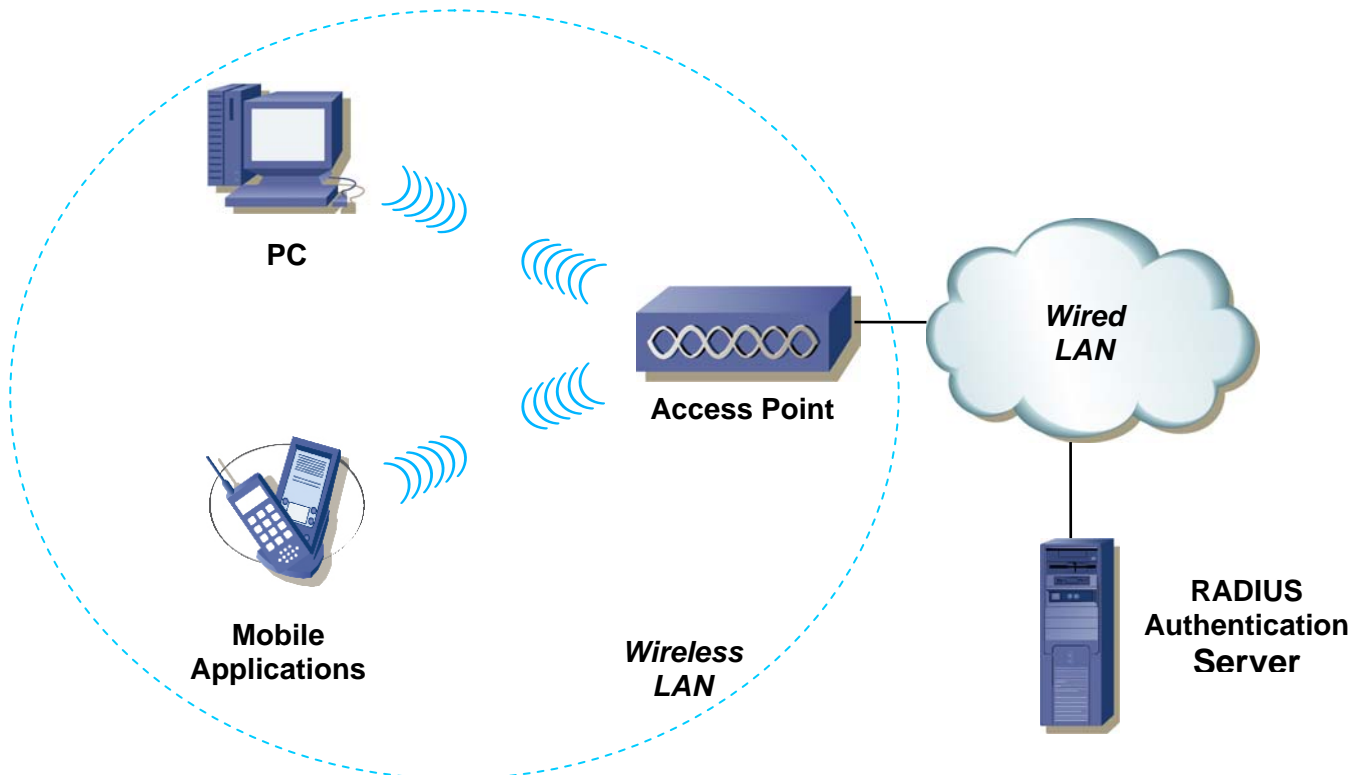 PC
Access Point
Wired
LAN
Mobile
Applications
Wireless
LAN
RADIUS
Authentication
Server